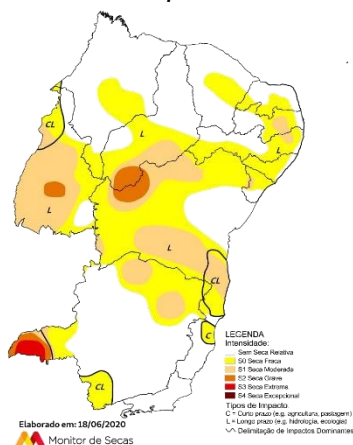 CL
L
L
L
L
CL
C
CL
LEGENDA
Intensidade:
Sem Seca Relativa
S0 Seca Fraca
S1 Seca Moderada
S2 Seca Grave
S3 Seca Extrema
S4 Seca Excepcional
Tipos de Impacto
C = Curto prazo (e.g. agricultura, pastagem)
L = Longo prazo (e.g. hidrologia, ecologia)
Delimitação de Impactos Dominantes
Elaborado em: 18/06/2020
Monitor de Secas